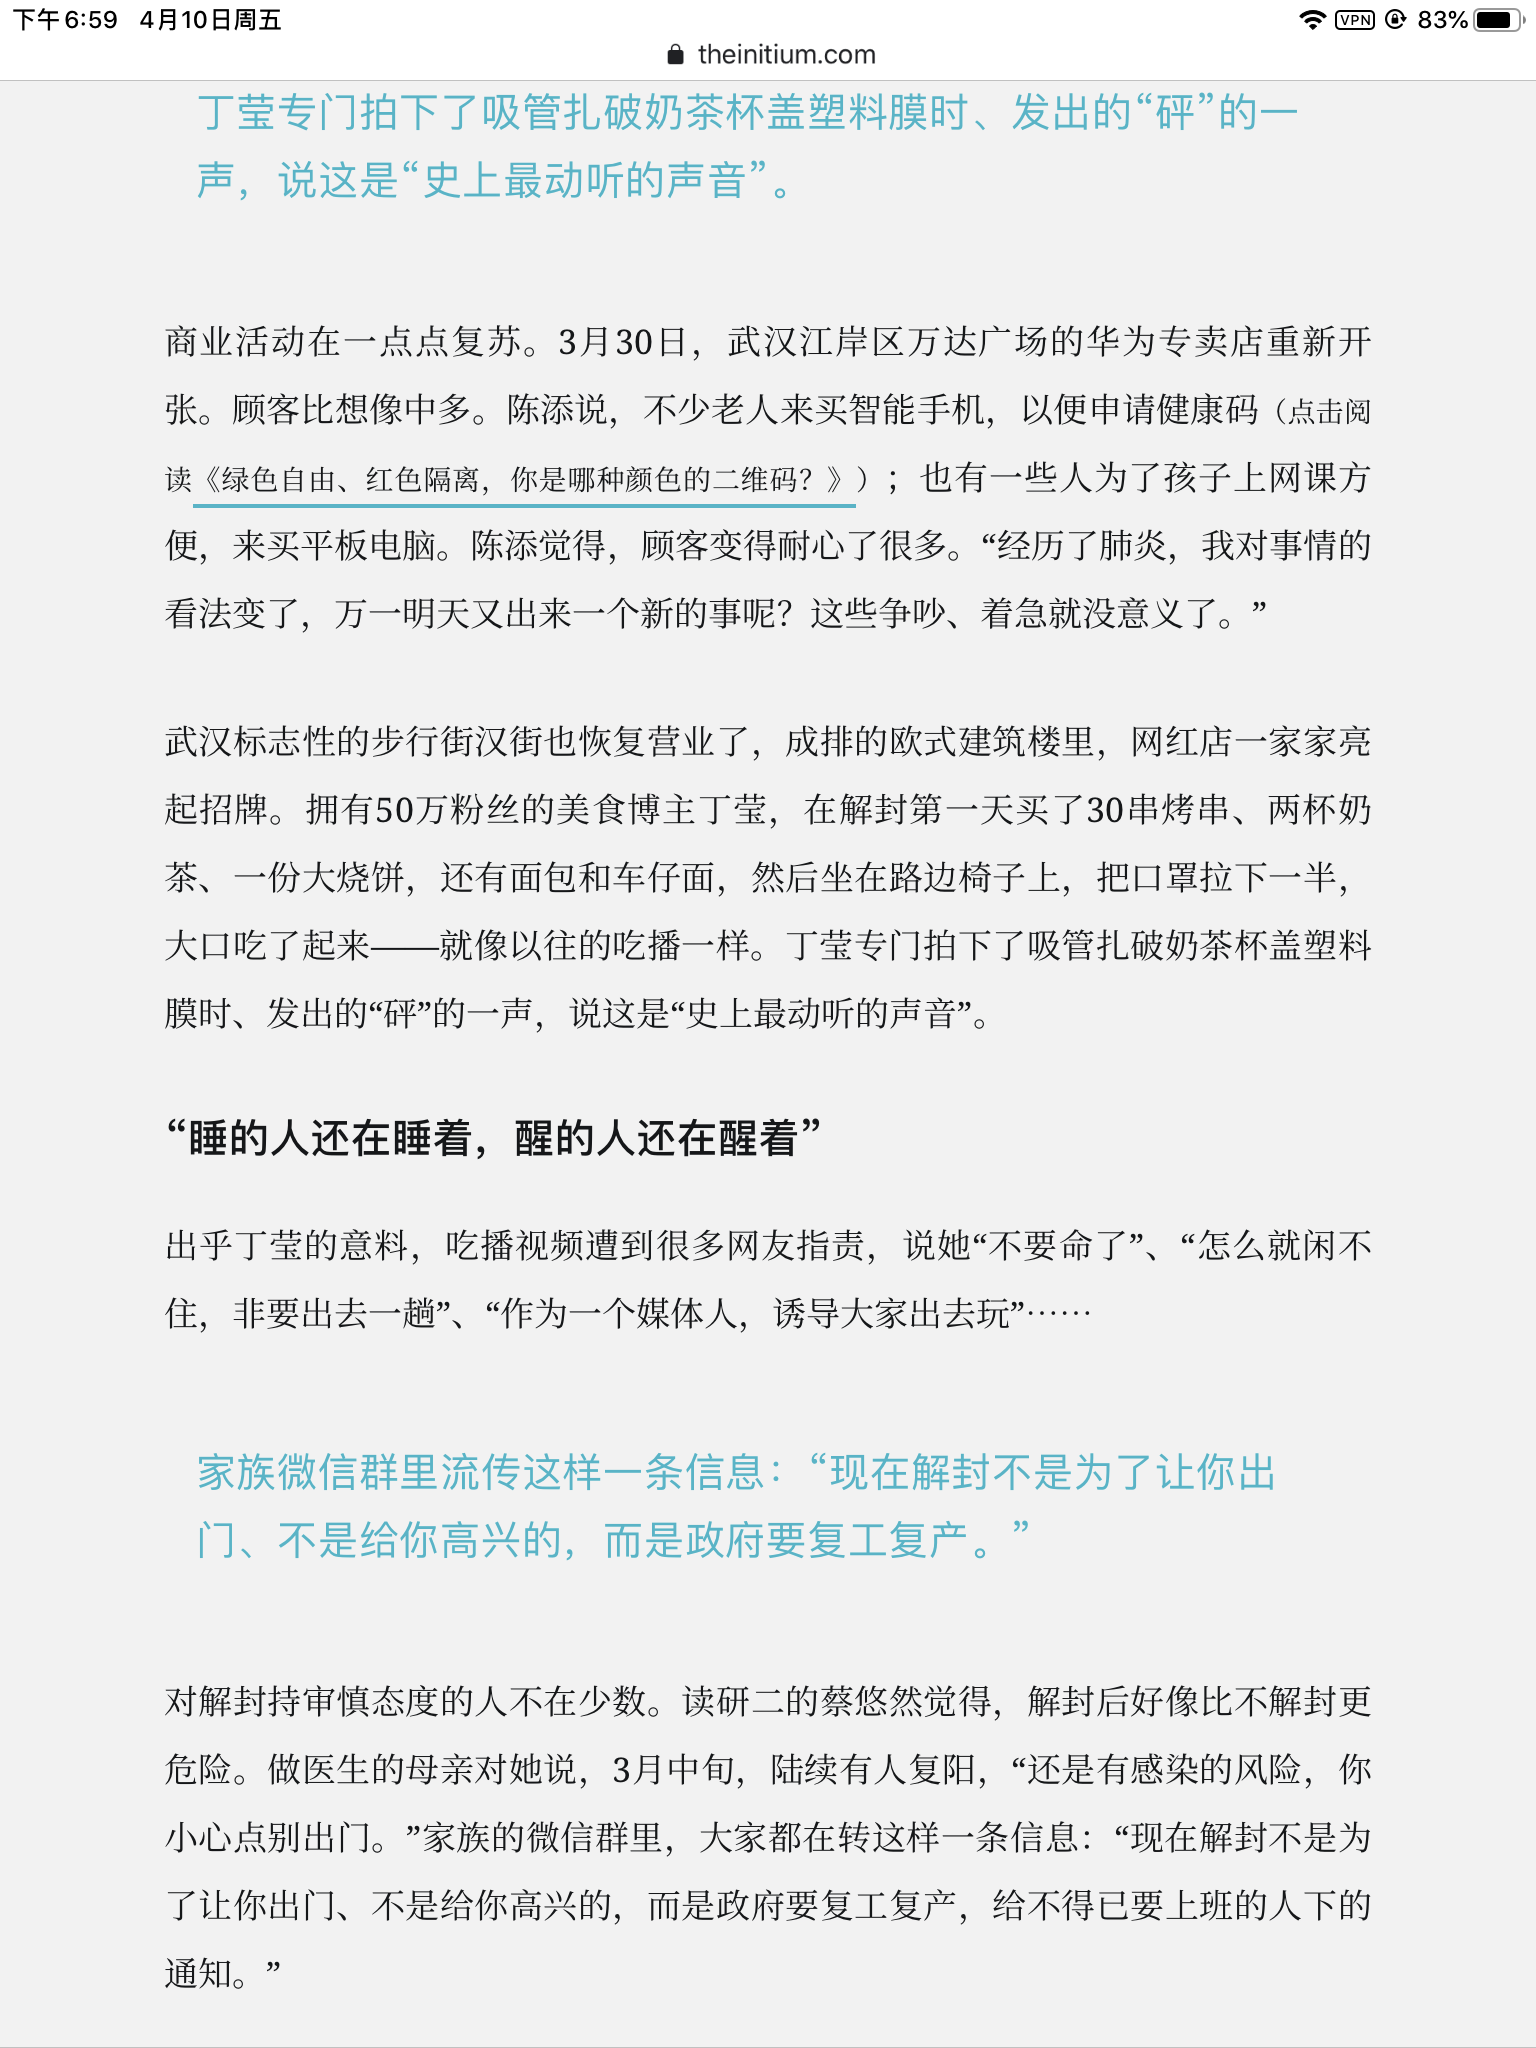 下午6:59 4月10日周五 VPN 83%
theinitium.com
丁莹专门拍下了吸管扎破奶茶杯盖塑料膜时、发出的“砰”的一
声，说这是“史上最动听的声音”。
商业活动在一点点复苏。3月30日，武汉江岸区万达广场的华为专卖店重新开
张。顾客比想像中多。陈添说，不少老人来买智能手机，以便申请健康码（点击阅
读《绿色自由、红色隔离，你是哪种颜色的二维码？》）；也有一些人为了孩子上网课方
便，来买平板电脑。陈添觉得，顾客变得耐心了很多。“经历了肺炎，我对事情的
看法变了，万一明天又出来一个新的事呢？这些争吵、着急就没意义了。”
武汉标志性的步行街汉街也恢复营业了，成排的欧式建筑楼里，网红店一家家亮
起招牌。拥有50万粉丝的美食博主丁莹，在解封第一天买了30串烤串、两杯奶
茶、一份大烧饼，还有面包和车仔面，然后坐在路边椅子上，把口罩拉下一半，
大口吃了起来——就像以往的吃播一样。丁莹专门拍下了吸管扎破奶茶杯盖塑料
膜时、发出的“砰”的一声，说这是“史上最动听的声音”。
“睡的人还在睡着，醒的人还在醒着”
出乎丁莹的意料，吃播视频遭到很多网友指责，说她“不要命了”、“怎么就闲不
住，非要出去一趟”、“作为一个媒体人，诱导大家出去玩”……
家族微信群里流传这样一条信息：“现在解封不是为了让你出
门、不是给你高兴的，而是政府要复工复产。”
对解封持审慎态度的人不在少数。读研二的蔡悠然觉得，解封后好像比不解封更
危险。做医生的母亲对她说，3月中旬，陆续有人复阳，“还是有感染的风险，你
小心点别出门。”家族的微信群里，大家都在转这样一条信息：“现在解封不是为
了让你出门、不是给你高兴的，而是政府要复工复产，给不得已要上班的人下的
通知。”